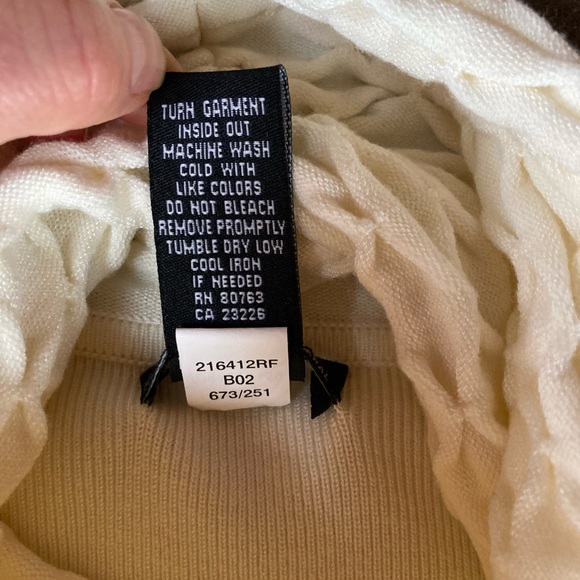 TURN GARMENT
INSIDE OUT
MACHINE WASH
COLD WITH
LIKE COLORS
DO NOT BLEACH
REMOVE PROMPTLY
TUMBLE DRY LOW
COOL IRON
IF NEEDED
RN 80763
CA 23226
216412RF
B02
673/251